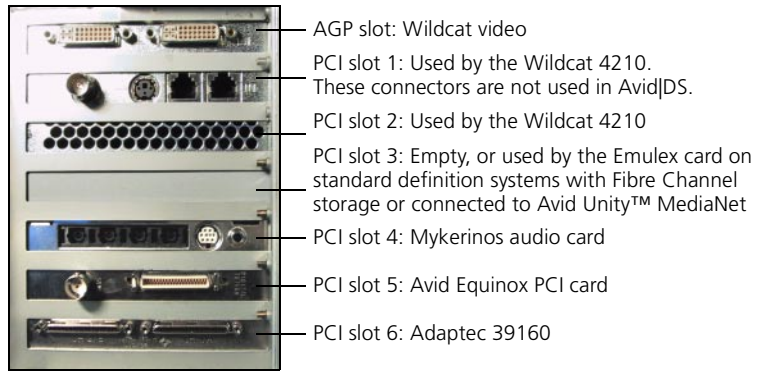 AGP slot: Wildcat video
PCI slot 1: Used by the Wildcat 4210.
These connectors are not used in Avid|DS.
PCI slot 2: Used by the Wildcat 4210
PCI slot 3: Empty, or used by the Emulex card on
standard definition systems with Fibre Channel
storage or connected to Avid Unity™ MediaNet
PCI slot 4: Mykerinos audio card
PCI slot 5: Avid Equinox PCI card
PCI slot 6: Adaptec 39160